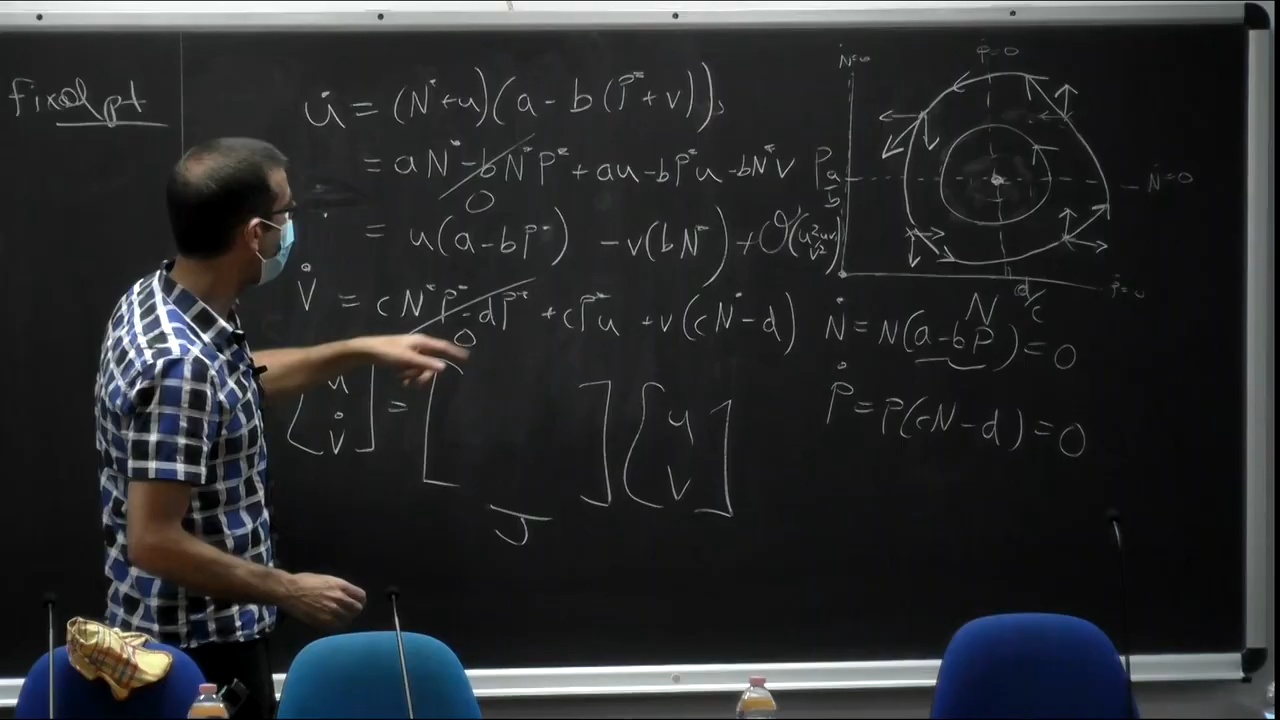 Fixed pt
u̇ = (N* + u)(a - b(P* + v)),
= aN* - bN*P* + au - bP*u - bN*v
0
= u(a - bP*) - v(bN*) + O(u², uv, v²)
v̇ = cN*P* - dP* + cP*u + v(cN* - d)
0
[u̇ v̇] = [ ] [u v]
J
Ṅ=0
Ṗ=0
P
a/b
Ṅ=0
d/c
Ṗ=0
N
Ṅ = N(a - bP) = 0
Ṗ = P(cN - d) = 0